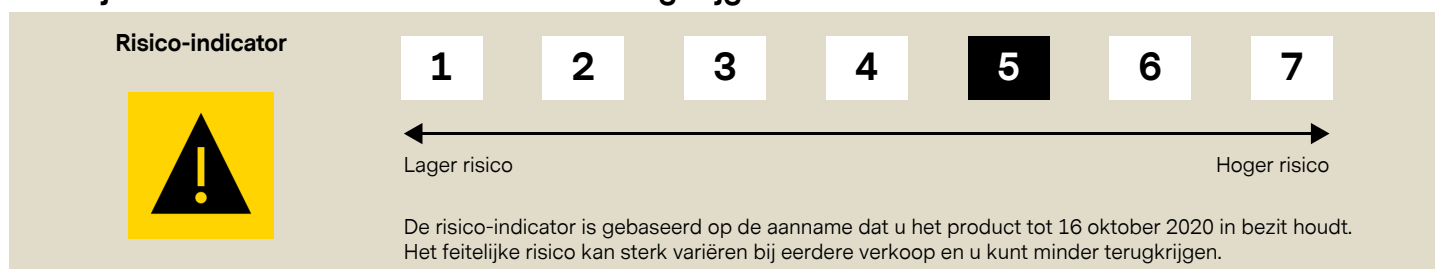 Risico-indicator
1 2 3 4 5 6 7
Lager risico Hoger risico
De risico-indicator is gebaseerd op de aanname dat u het product tot 16 oktober 2020 in bezit houdt.
Het feitelijke risico kan sterk variëren bij eerdere verkoop en u kunt minder terugkrijgen.